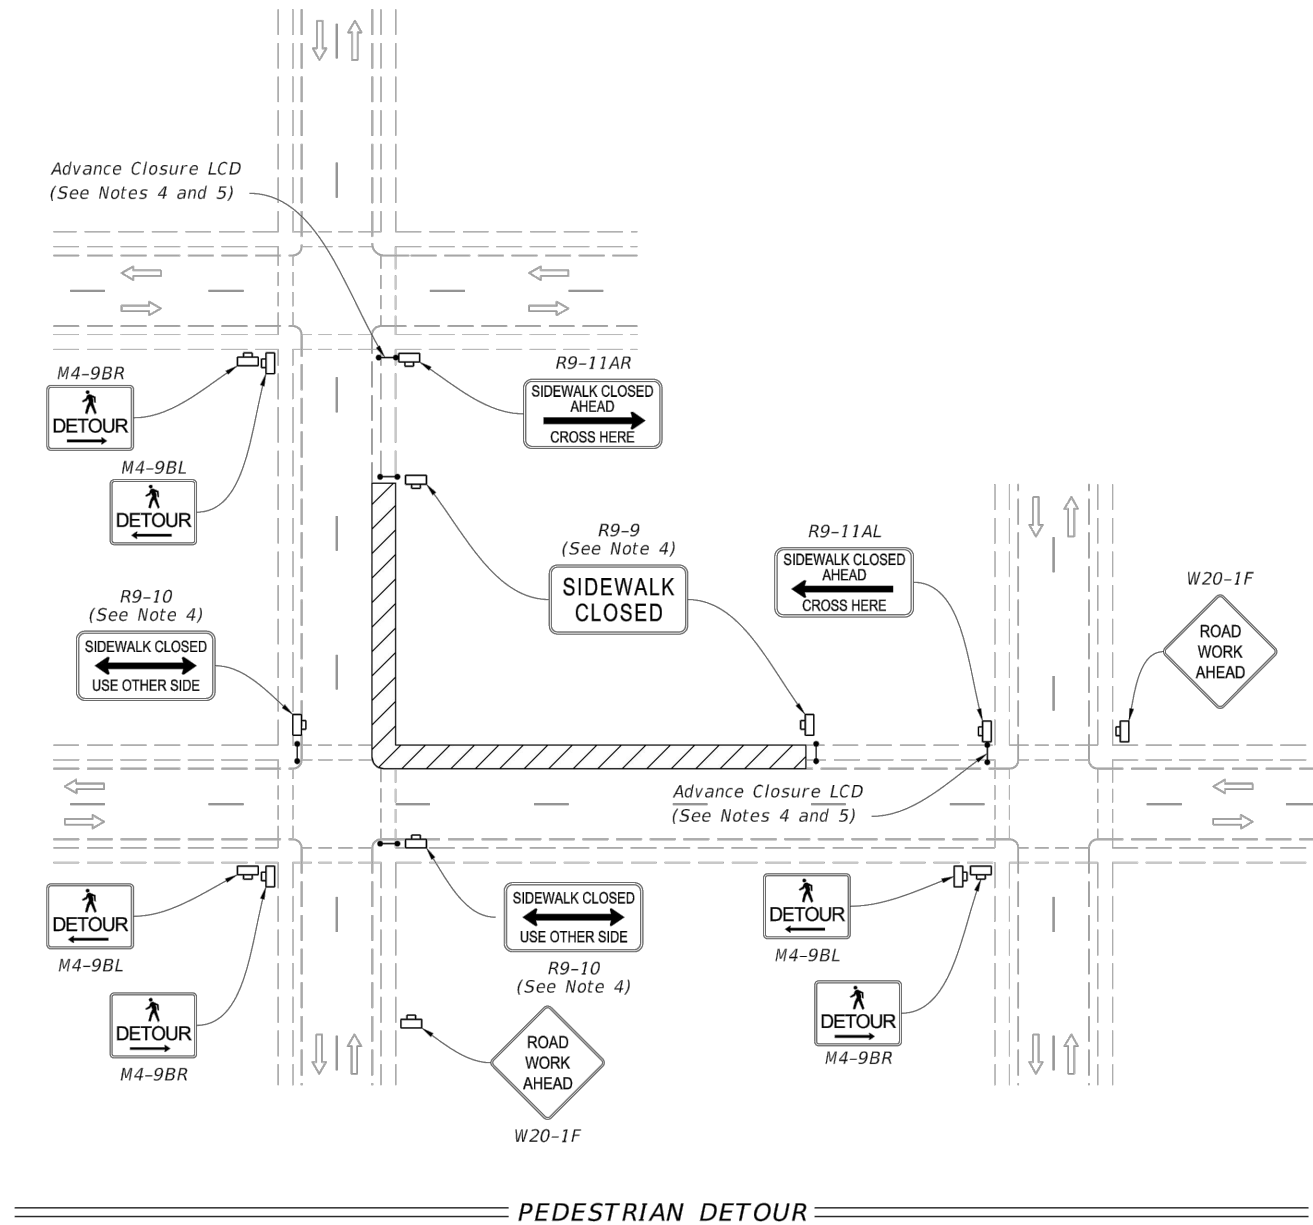 Advance Closure LCD
(See Notes 4 and 5)
M4-9BR
DETOUR
M4-9BL
DETOUR
R9-11AR
SIDEWALK CLOSED
AHEAD
CROSS HERE
R9-9
(See Note 4)
SIDEWALK
CLOSED
R9-11AL
SIDEWALK CLOSED
AHEAD
CROSS HERE
W20-1F
ROAD
WORK
AHEAD
R9-10
(See Note 4)
SIDEWALK CLOSED
USE OTHER SIDE
Advance Closure LCD
(See Notes 4 and 5)
DETOUR
M4-9BL
DETOUR
M4-9BR
SIDEWALK CLOSED
USE OTHER SIDE
R9-10
(See Note 4)
ROAD
WORK
AHEAD
W20-1F
DETOUR
M4-9BL
DETOUR
M4-9BR
PEDESTRIAN DETOUR